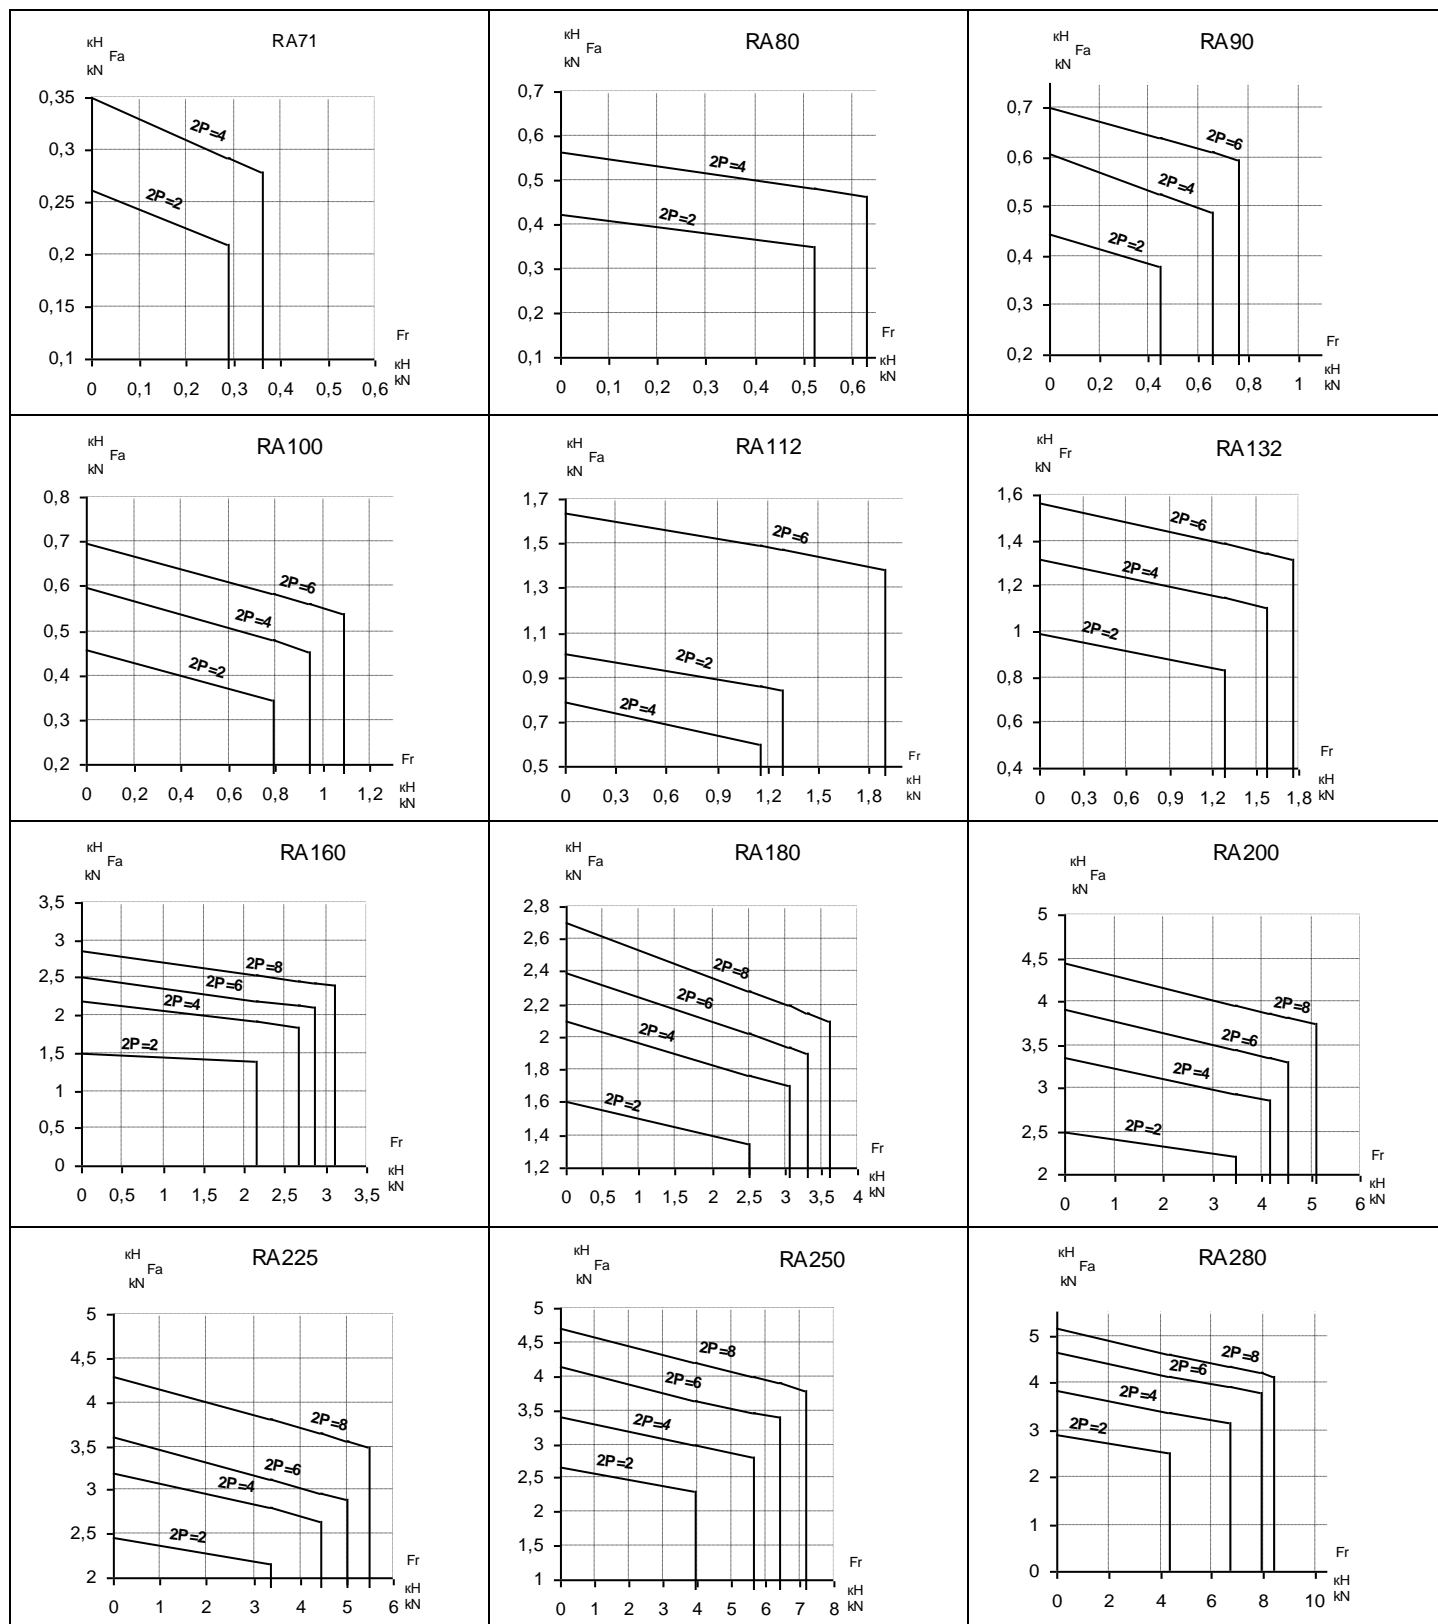 кН
Fa
kN
RA71
0,35
0,3
0,25
0,2
0,15
0,1
2P=4
2P=2
Fr
кН
kN
0 0,1 0,2 0,3 0,4 0,5 0,6
кН
Fa
kN
RA80
0,7
0,6
0,5
0,4
0,3
0,2
0,1
2P=4
2P=2
Fr
кН
kN
0 0,1 0,2 0,3 0,4 0,5 0,6
кН
Fa
kN
RA90
0,7
0,6
0,5
0,4
0,3
0,2
2P=6
2P=4
2P=2
Fr
кН
kN
0 0,2 0,4 0,6 0,8 1
кН
Fa
kN
RA100
0,8
0,7
0,6
0,5
0,4
0,3
0,2
2P=6
2P=4
2P=2
Fr
кН
kN
0 0,2 0,4 0,6 0,8 1 1,2
кН
Fa
kN
RA112
1,7
1,5
1,3
1,1
0,9
0,7
0,5
2P=6
2P=2
2P=4
Fr
кН
kN
0 0,3 0,6 0,9 1,2 1,5 1,8
кН
Fr
kN
RA132
1,6
1,4
1,2
1
0,8
0,6
0,4
2P=6
2P=4
2P=2
Fr
кН
kN
0 0,3 0,6 0,9 1,2 1,5 1,8
кН
Fa
kN
RA160
3,5
3
2,5
2
1,5
1
0,5
0
2P=8
2P=6
2P=4
2P=2
Fr
кН
kN
0 0,5 1 1,5 2 2,5 3 3,5
кН
Fa
kN
RA180
2,8
2,6
2,4
2,2
2
1,8
1,6
1,4
1,2
2P=8
2P=6
2P=4
2P=2
Fr
кН
kN
0 0,5 1 1,5 2 2,5 3 3,5 4
кН
Fa
kN
RA200
5
4,5
4
3,5
3
2,5
2
2P=8
2P=6
2P=4
2P=2
Fr
кН
kN
0 1 2 3 4 5 6
кН
Fa
kN
RA225
5
4,5
4
3,5
3
2,5
2
2P=8
2P=6
2P=4
2P=2
Fr
кН
kN
0 1 2 3 4 5 6
кН
Fa
kN
RA250
5
4,5
4
3,5
3
2,5
2
1,5
1
2P=8
2P=6
2P=4
2P=2
Fr
кН
kN
0 1 2 3 4 5 6 7 8
кН
Fa
kN
RA280
5
4
3
2
1
0
2P=8
2P=6
2P=4
2P=2
Fr
кН
kN
0 2 4 6 8 10